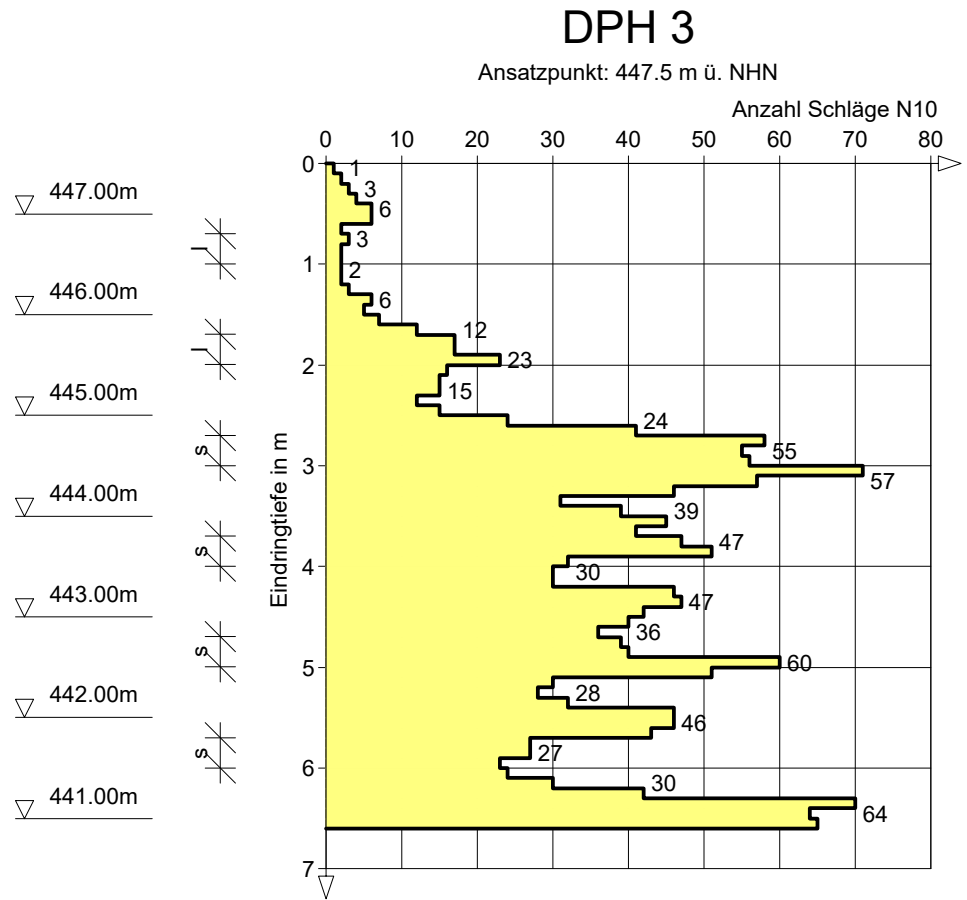 DPH 3
Ansatzpunkt: 447.5 m ü. NHN
Anzahl Schläge N10
0 10 20 30 40 50 60 70 80
0
1
447.00m
3
6
l
3
1
2
446.00m
6
12
l
2
23
445.00m
15
24
s
55
3
57
444.00m
39
s
47
4
30
443.00m
47
36
s
5
60
442.00m
28
46
s
27
6
30
441.00m
64
7
Eindringtiefe in m